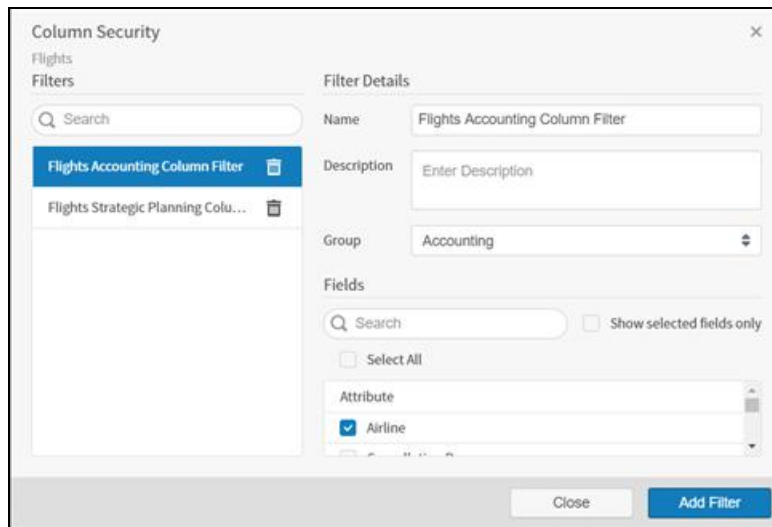 Column Security
Flights
Filters
Search
Flights Accounting Column Filter
Flights Strategic Planning Colu...
Filter Details
Name
Flights Accounting Column Filter
Description
Enter Description
Group
Accounting
Fields
Search
Show selected fields only
Select All
Attribute
Airline
Close
Add Filter